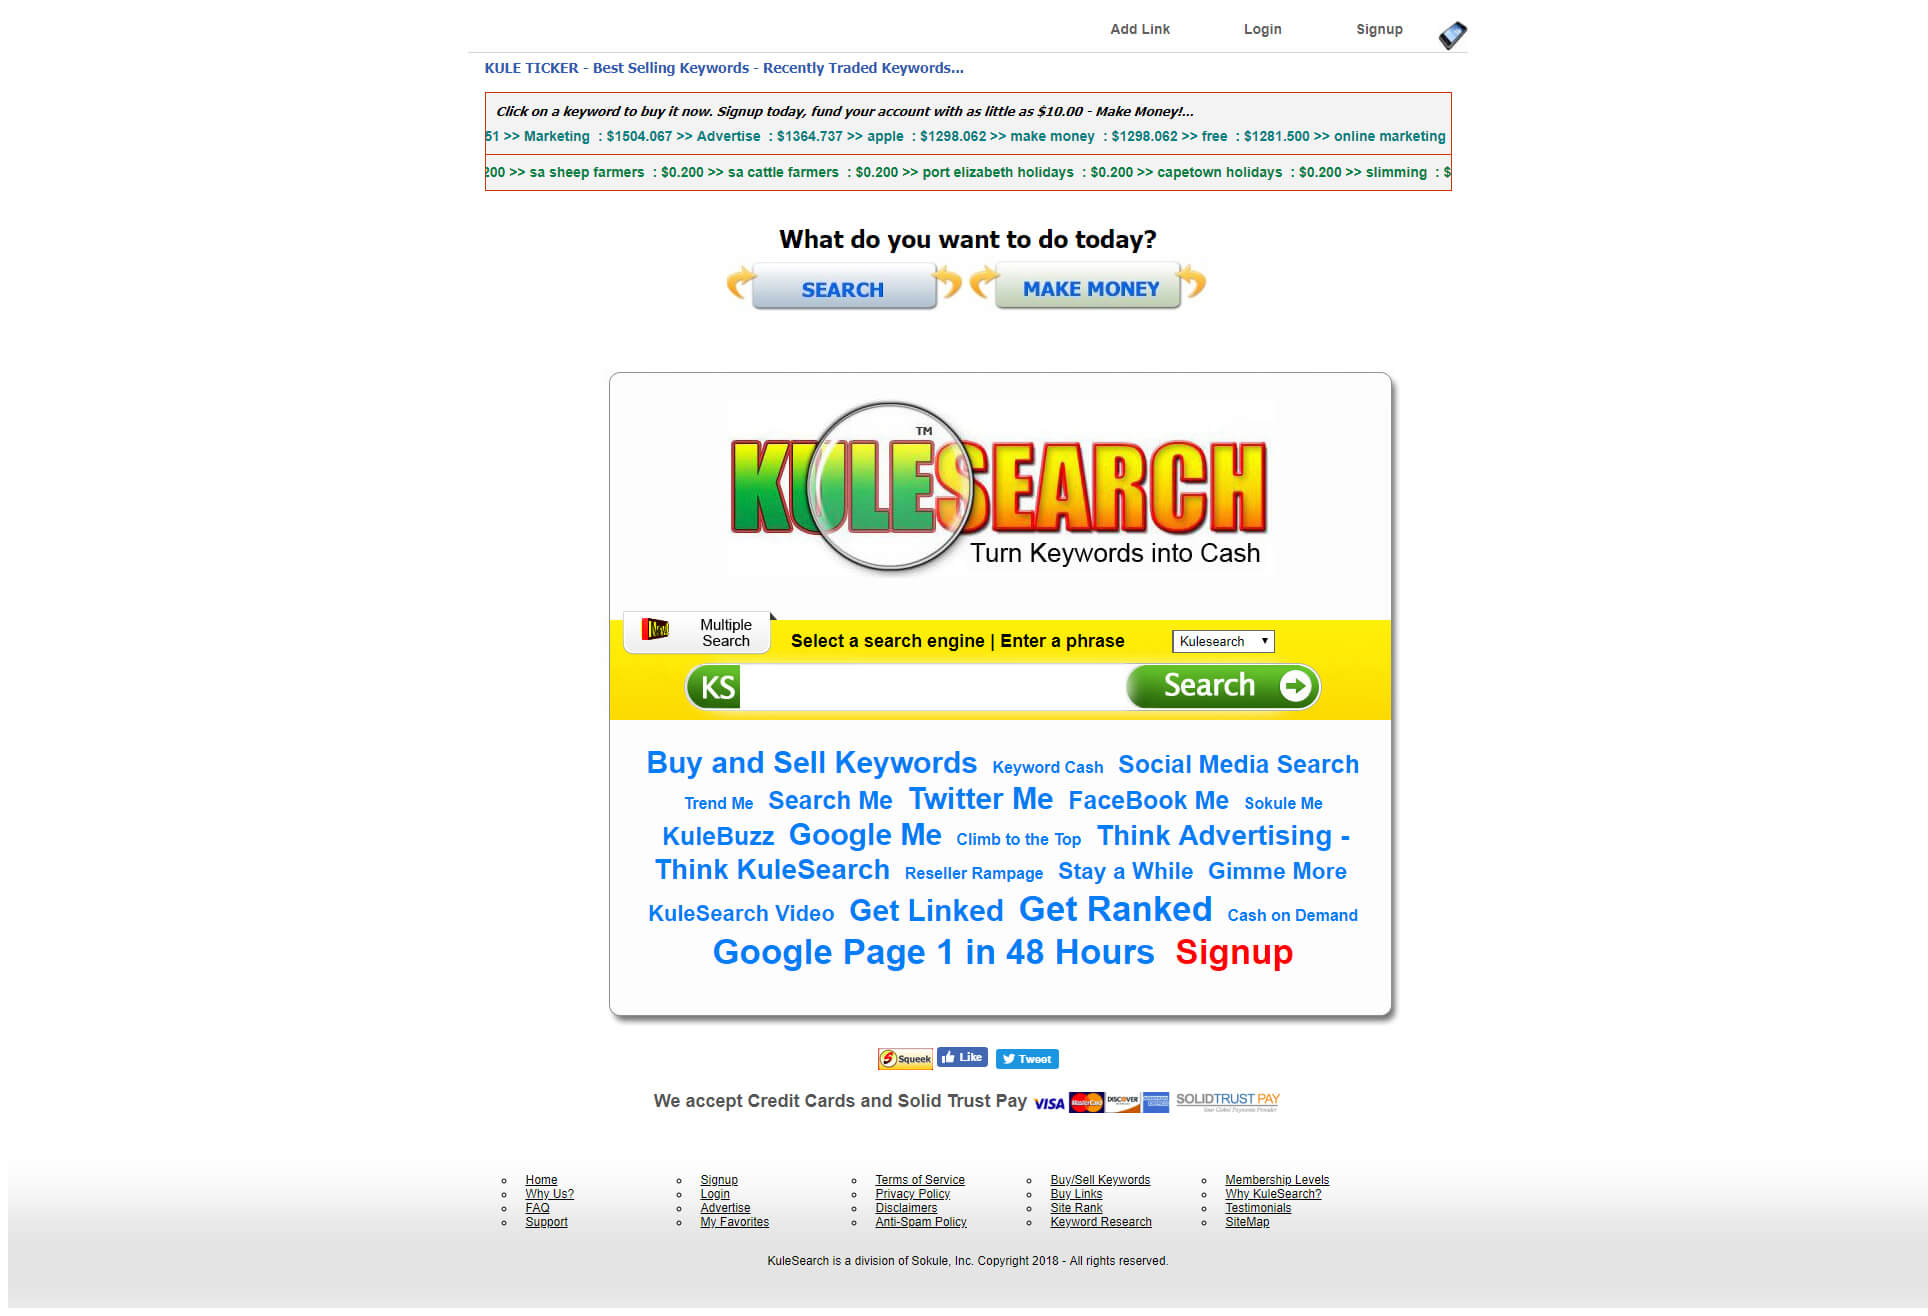 Add Link Login Signup
KULE TICKER - Best Selling Keywords - Recently Traded Keywords...
Click on a keyword to buy it now. Signup today, fund your account with as little as $10.00 - Make Money!...
51 >> Marketing : $1504.067 >> Advertise : $1364.737 >> apple : $1298.062 >> make money : $1298.062 >> free : $1281.500 >> online marketing
200 >> sa sheep farmers : $0.200 >> sa cattle farmers : $0.200 >> port elizabeth holidays : $0.200 >> capetown holidays : $0.200 >> slimming : $
What do you want to do today?
SEARCH MAKE MONEY
KULESEARCH TM
Turn Keywords into Cash
New Multiple Search
Select a search engine | Enter a phrase Kulesearch
KS Search
Buy and Sell Keywords Keyword Cash Social Media Search
Trend Me Search Me Twitter Me FaceBook Me Sokule Me
KuleBuzz Google Me Climb to the Top Think Advertising -
Think KuleSearch Reseller Rampage Stay a While Gimme More
KuleSearch Video Get Linked Get Ranked Cash on Demand
Google Page 1 in 48 Hours Signup
S Squeek Like Tweet
We accept Credit Cards and Solid Trust Pay VISA MasterCard DISCOVER SOLIDTRUST PAY
Your Global Payments Provider
Home Signup Terms of Service Buy/Sell Keywords Membership Levels
Why Us? Login Privacy Policy Buy Links Why KuleSearch?
FAQ Advertise Disclaimers Site Rank Testimonials
Support My Favorites Anti-Spam Policy Keyword Research SiteMap
KuleSearch is a division of Sokule, Inc. Copyright 2018 - All rights reserved.